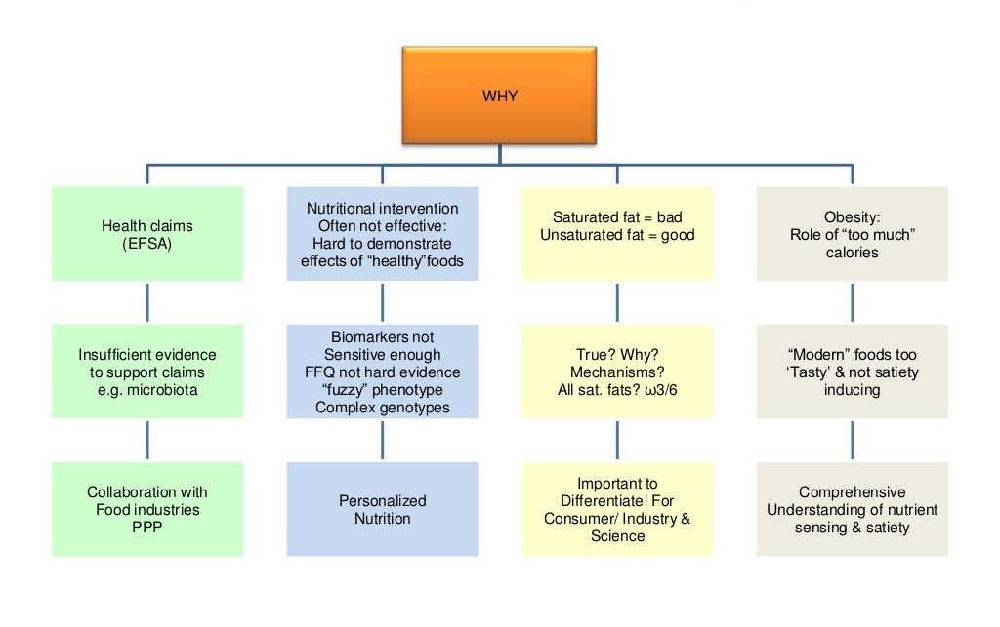 WHY
Health claims
(EFSA)
Nutritional intervention
Often not effective:
Hard to demonstrate
effects of “healthy”foods
Saturated fat = bad
Unsaturated fat = good
Obesity:
Role of “too much”
calories
Insufficient evidence
to support claims
e.g. microbiota
Biomarkers not
Sensitive enough
FFQ not hard evidence
“fuzzy” phenotype
Complex genotypes
True? Why?
Mechanisms?
All sat. fats? ω3/6
“Modern” foods too
‘Tasty’ & not satiety
inducing
Collaboration with
Food industries
PPP
Personalized
Nutrition
Important to
Differentiate! For
Consumer/ Industry &
Science
Comprehensive
Understanding of nutrient
sensing & satiety